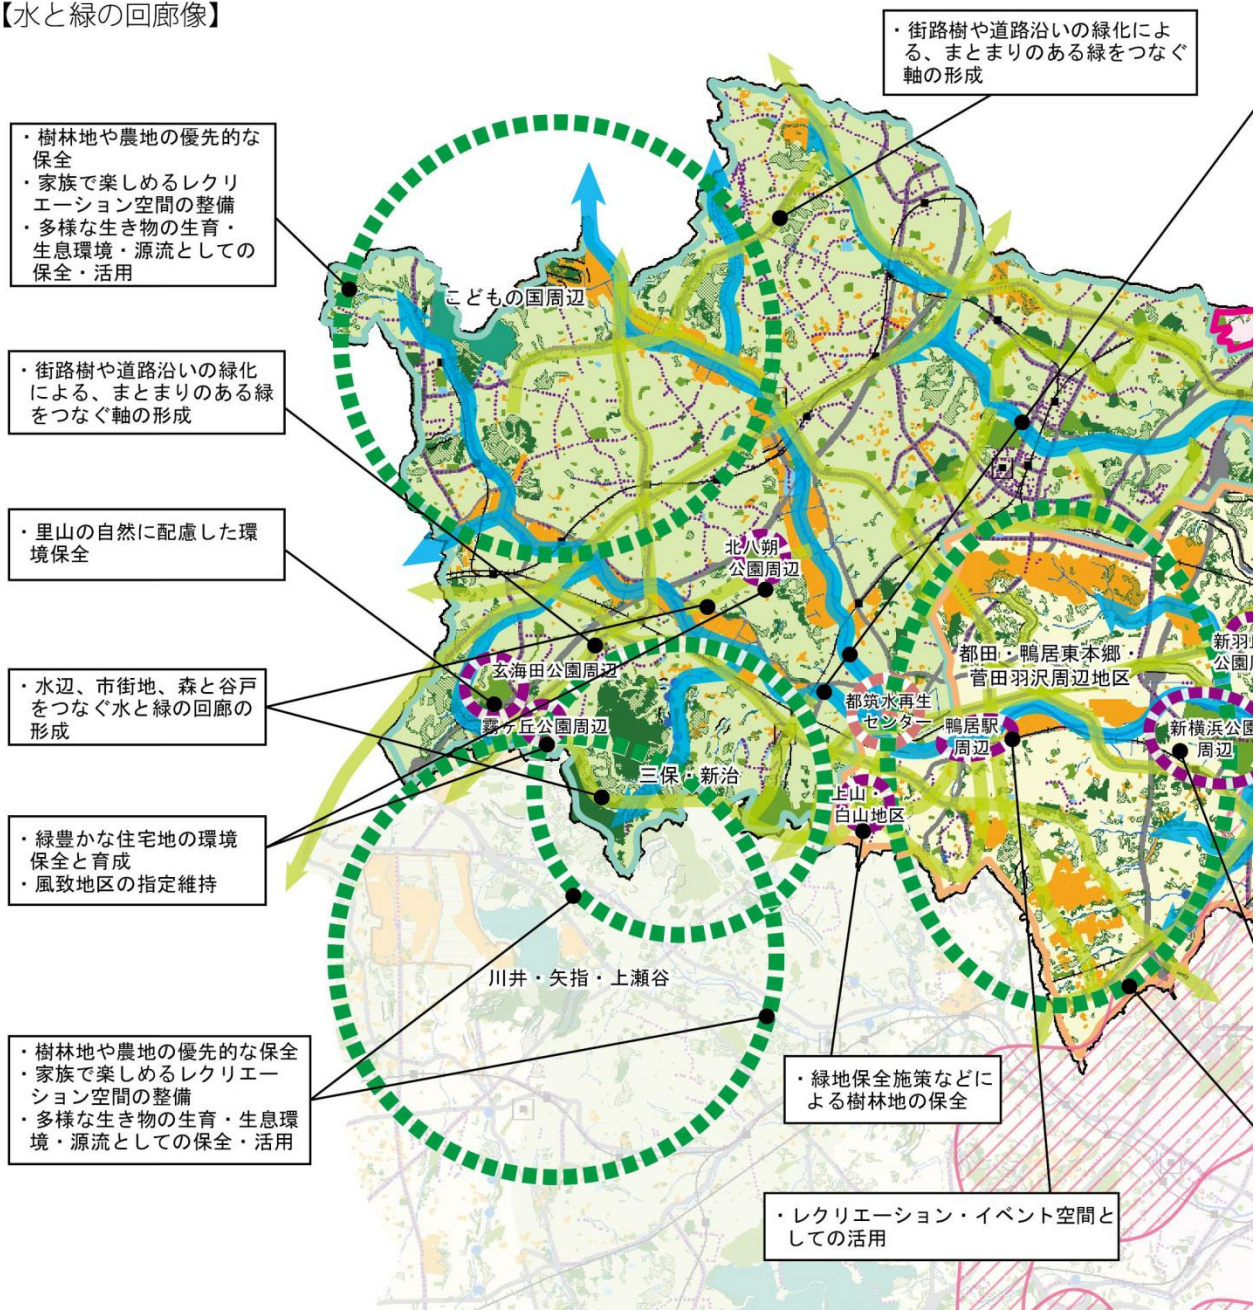 【水と緑の回廊像】
・街路樹や道路沿いの緑化によ
る、まとまりのある緑をつなぐ
軸の形成
・樹林地や農地の優先的な
保全
・家族で楽しめるレクリ
エーション空間の整備
・多様な生き物の生育・
生息環境・源流としての
保全・活用
・街路樹や道路沿いの緑化
による、まとまりのある緑
をつなぐ軸の形成
・里山の自然に配慮した環
境保全
・水辺、市街地、森と谷戸
をつなぐ水と緑の回廊の
形成
・緑豊かな住宅地の環境
保全と育成
・風致地区の指定維持
・樹林地や農地の優先的な保全
・家族で楽しめるレクリエー
ション空間の整備
・多様な生き物の生育・生息環
境・源流としての保全・活用
こどもの国周辺
北八朔
公園周辺
玄海田公園周辺
霧ヶ丘公園周辺
三保・新治
都筑水再生
センター
鴨居駅
周辺
上山・
白山地区
都田・鴨居東本郷・
菅田羽沢周辺地区
新羽丘
公園周
新横浜公園
周辺
川井・矢指・上瀬谷
・緑地保全施策などに
よる樹林地の保全
・レクリエーション・イベント空間と
しての活用